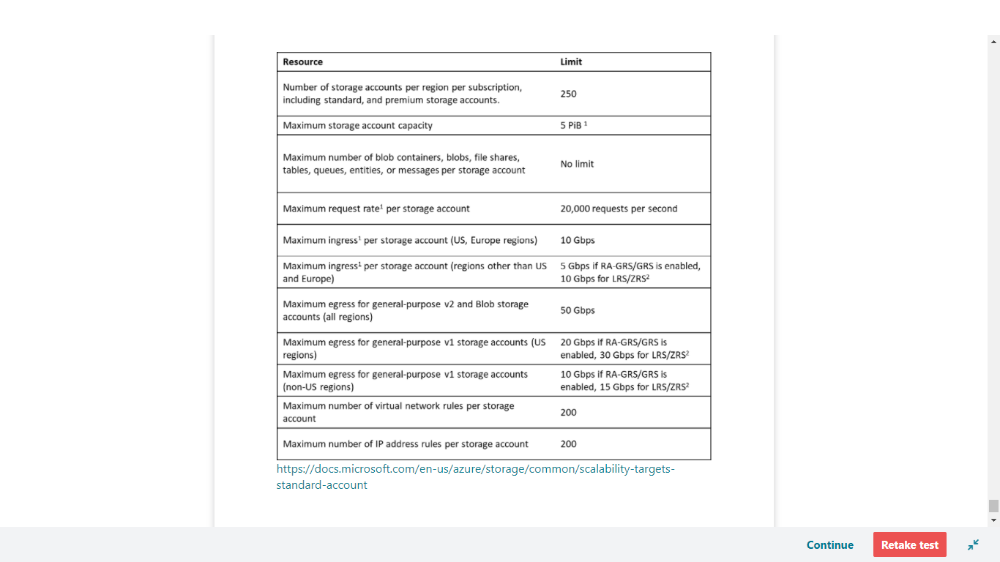 Resource Limit
Number of storage accounts per region per subscription,
including standard, and premium storage accounts.
250
Maximum storage account capacity 5 PiB ¹
Maximum number of blob containers, blobs, file shares,
tables, queues, entities, or messages per storage account
No limit
Maximum request rate¹ per storage account 20,000 requests per second
Maximum ingress¹ per storage account (US, Europe regions) 10 Gbps
Maximum ingress¹ per storage account (regions other than US
and Europe)
5 Gbps if RA-GRS/GRS is enabled,
10 Gbps for LRS/ZRS²
Maximum egress for general-purpose v2 and Blob storage
accounts (all regions)
50 Gbps
Maximum egress for general-purpose v1 storage accounts (US
regions)
20 Gbps if RA-GRS/GRS is
enabled, 30 Gbps for LRS/ZRS²
Maximum egress for general-purpose v1 storage accounts
(non-US regions)
10 Gbps if RA-GRS/GRS is
enabled, 15 Gbps for LRS/ZRS²
Maximum number of virtual network rules per storage
account
200
Maximum number of IP address rules per storage account 200
https://docs.microsoft.com/en-us/azure/storage/common/scalability-targets-
standard-account
Continue Retake test